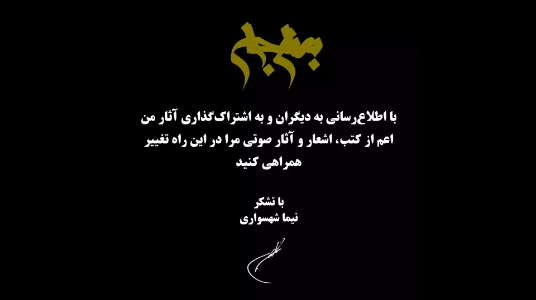 با اطلاع‌رسانی به دیگران و به اشتراک‌گذاری آثار من
اعم از کتب، اشعار و آثار صوتی مرا در این راه تغییر
همراهی کنید
با تشکر
نیما شهسواری